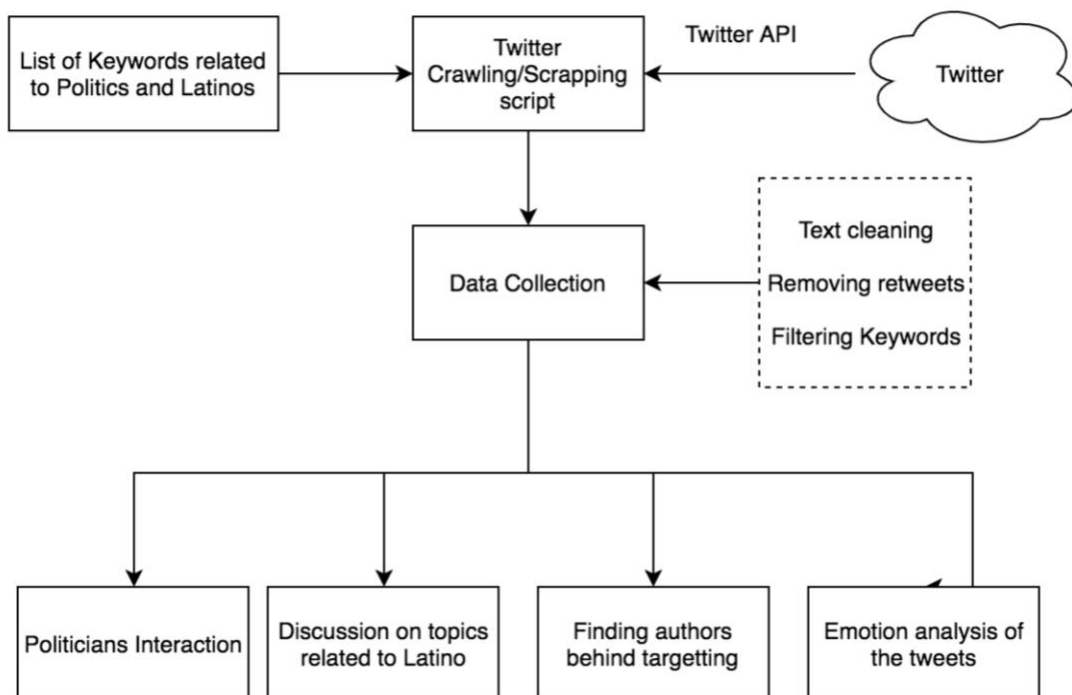 List of Keywords related
to Politics and Latinos
Twitter
Crawling/Scrapping
script
Twitter API
Twitter
Data Collection
Text cleaning
Removing retweets
Filtering Keywords
Politicians Interaction
Discussion on topics
related to Latino
Finding authors
behind targetting
Emotion analysis of
the tweets